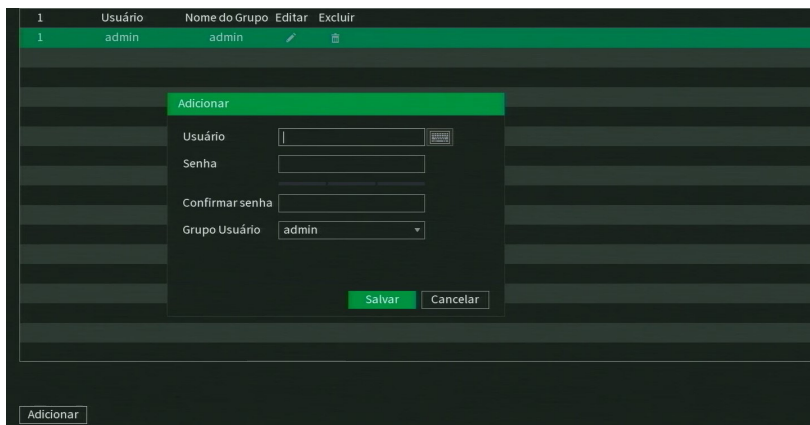 1 Usuário Nome do Grupo Editar Excluir
1 admin admin
Adicionar
Usuário
Senha
Confirmar senha
Grupo Usuário admin
Salvar Cancelar
Adicionar